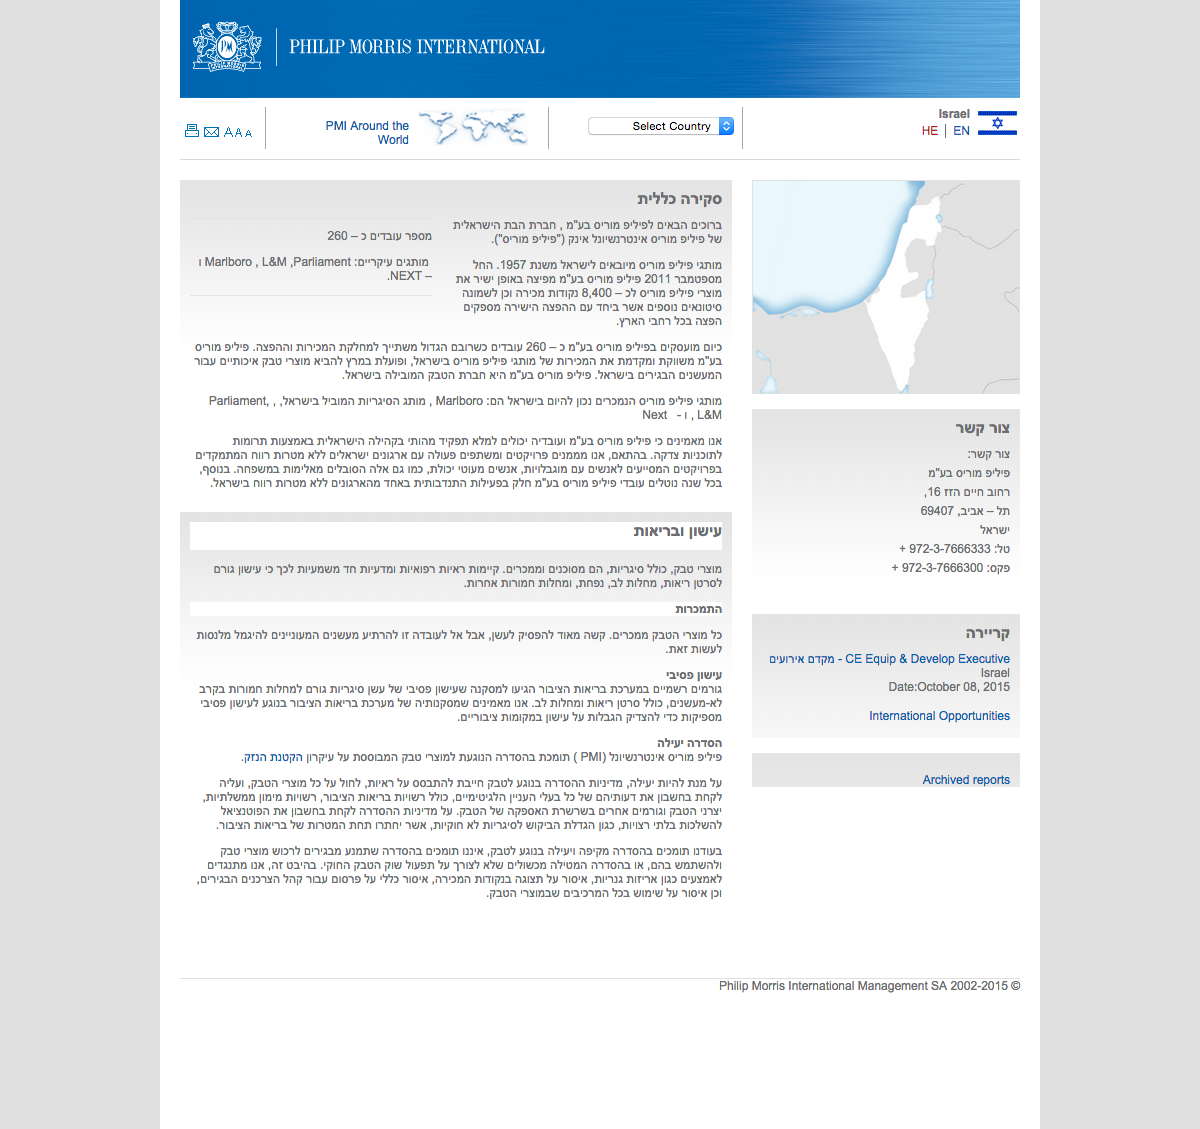 PM
PHILIP MORRIS INTERNATIONAL
A A A
PMI Around the
World
Select Country
Israel
HE | EN
סקירה כללית
ברוכים הבאים לפיליפ מוריס בע"מ , חברת הבת הישראלית
של פיליפ מוריס אינטרנשיונל אינק ("פיליפ מוריס").
מספר עובדים כ – 260
מותגים עיקריים: Marlboro , L&M ,Parliament ו
– NEXT.
מותגי פיליפ מוריס מיובאים לישראל משנת 1957. החל
מספטמבר 2011 פיליפ מוריס בע"מ מפיצה באופן ישיר את
מוצרי פיליפ מוריס לכ – 8,400 נקודות מכירה וכן לשמונה
סיטונאים נוספים אשר ביחד עם ההפצה הישירה מספקים
הפצה בכל רחבי הארץ.
כיום מועסקים בפיליפ מוריס בע"מ כ – 260 עובדים כשרובם הגדול משתייך למחלקת המכירות וההפצה. פיליפ מוריס
בע"מ משווקת ומקדמת את המכירות של מותגי פיליפ מוריס בישראל, ופועלת במרץ להביא מוצרי טבק איכותיים עבור
המעשנים הבגירים בישראל. פיליפ מוריס בע"מ היא חברת הטבק המובילה בישראל.
מותגי פיליפ מוריס הנמכרים נכון להיום בישראל הם: Marlboro , מותג הסיגריות המוביל בישראל, , Parliament,
L&M , ו - Next
אנו מאמינים כי פיליפ מוריס בע"מ ועובדיה יכולים למלא תפקיד מהותי בקהילה הישראלית באמצעות תרומות
לתוכניות צדקה. בהתאם, אנו מממנים פרויקטים ומשתפים פעולה עם ארגונים ישראלים ללא מטרות רווח המתמקדים
בפרויקטים המסייעים לאנשים עם מוגבלויות, אנשים מעוטי יכולת, כמו גם אלה הסובלים מאלימות במשפחה. בנוסף,
בכל שנה נוטלים עובדי פיליפ מוריס בע"מ חלק בפעילות התנדבותית באחד מהארגונים ללא מטרות רווח בישראל.
עישון ובריאות
מוצרי טבק, כולל סיגריות, הם מסוכנים וממכרים. קיימות ראיות רפואיות ומדעיות חד משמעיות לכך כי עישון גורם
לסרטן ריאות, מחלות לב, נפחת, ומחלות חמורות אחרות.
התמכרות
כל מוצרי הטבק ממכרים. קשה מאוד להפסיק לעשן, אבל אל לעובדה זו להרתיע מעשנים המעוניינים להיגמל מלנסות
לעשות זאת.
עישון פסיבי
גורמים רשמיים במערכת בריאות הציבור הגיעו למסקנה שעישון פסיבי של עשן סיגריות גורם למחלות חמורות בקרב
לא-מעשנים, כולל סרטן ריאות ומחלות לב. אנו מאמינים שמסקנותיה של מערכת בריאות הציבור בנוגע לעישון פסיבי
מספיקות כדי להצדיק הגבלות על עישון במקומות ציבוריים.
הסדרה יעילה
פיליפ מוריס אינטרנשיונל (PMI ) תומכת בהסדרה הנוגעת למוצרי טבק המבוססת על עיקרון הקטנת הנזק.
על מנת להיות יעילה, מדיניות ההסדרה בנוגע לטבק חייבת להתבסס על ראיות, לחול על כל מוצרי הטבק, ועליה
לקחת בחשבון את דעותיהם של כל בעלי העניין הלגיטימיים, כולל רשויות בריאות הציבור, רשויות מימון ממשלתיות,
יצרני הטבק וגורמים אחרים בשרשרת האספקה של הטבק. על מדיניות ההסדרה לקחת בחשבון את הפוטנציאל
להשלכות בלתי רצויות, כגון הגדלת הביקוש לסיגריות לא חוקיות, אשר יחתרו תחת המטרות של בריאות הציבור.
בעודנו תומכים בהסדרה מקיפה ויעילה בנוגע לטבק, איננו תומכים בהסדרה שתמנע מבגירים לרכוש מוצרי טבק
ולהשתמש בהם, או בהסדרה המטילה מכשולים שלא לצורך על תפעול שוק הטבק החוקי. בהיבט זה, אנו מתנגדים
לאמצעים כגון אריזות גנריות, איסור על תצוגה בנקודות המכירה, איסור כללי על פרסום עבור קהל הצרכנים הבגירים,
וכן איסור על שימוש בכל המרכיבים שבמוצרי הטבק.
צור קשר
צור קשר:
פיליפ מוריס בע"מ
רחוב חיים הזז 16,
תל – אביב, 69407
ישראל
טל: 972-3-7666333 +
פקס: 972-3-7666300 +
קריירה
CE Equip & Develop Executive - מקדם אירועים
Israel
Date:October 08, 2015
International Opportunities
Archived reports
Philip Morris International Management SA 2002-2015 ©